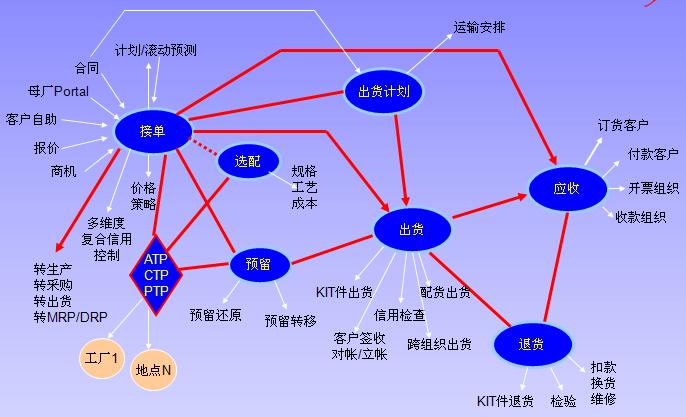 运输安排
计划/滚动预测
合同
母厂Portal
出货计划
客户自助
接单
订货客户
报价
选配
付款客户
商机
规格
工艺
成本
价格
策略
应收
开票组织
收款组织
多维度
复合信用
控制
出货
ATP
CTP
PTP
预留
转生产
转采购
转出货
转MRP/DRP
KIT件出货
配货出货
预留还原
预留转移
信用检查
客户签收
对帐/立帐
跨组织出货
退货
工厂1
地点N
扣款
换货
维修
KIT件退货
检验